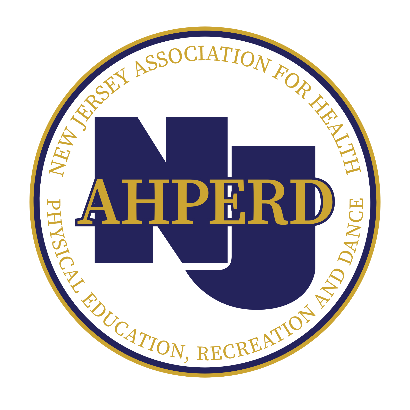 NEW JERSEY ASSOCIATION FOR HEALTH
NJ
AHPERD
PHYSICAL EDUCATION, RECREATION AND DANCE